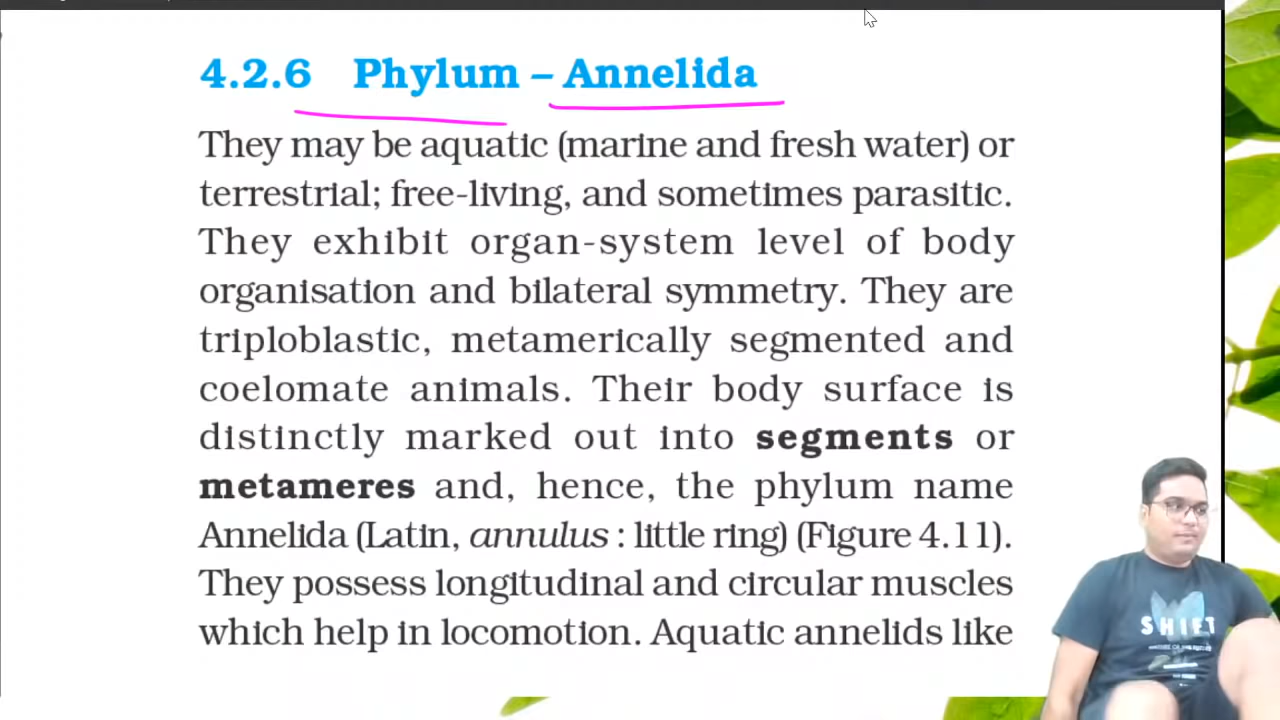 4.2.6 Phylum – Annelida
They may be aquatic (marine and fresh water) or
terrestrial; free-living, and sometimes parasitic.
They exhibit organ-system level of body
organisation and bilateral symmetry. They are
triploblastic, metamerically segmented and
coelomate animals. Their body surface is
distinctly marked out into segments or
metameres and, hence, the phylum name
Annelida (Latin, annulus : little ring) (Figure 4.11).
They possess longitudinal and circular muscles
which help in locomotion. Aquatic annelids like
SHIFT